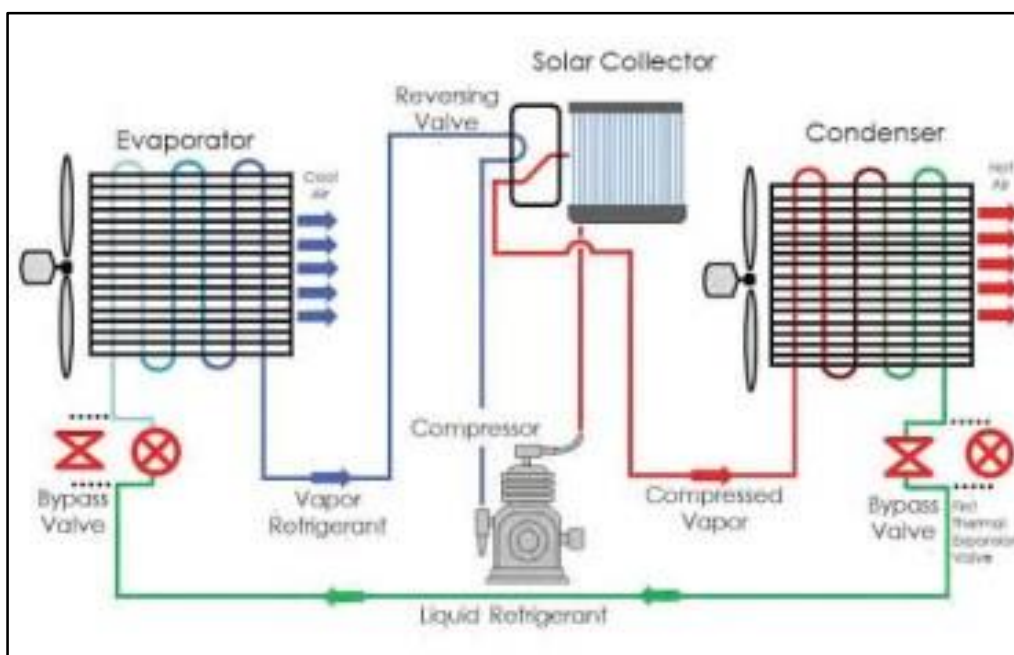 Solar Collector
Reversing
Valve
Evaporator
Condenser
Cool
Air
Hot
Air
Compressor
Bypass
Valve
Vapor
Refrigerant
Compressed
Vapor
Bypass
Valve
Thermal
Expansion
Valve
Liquid Refrigerant